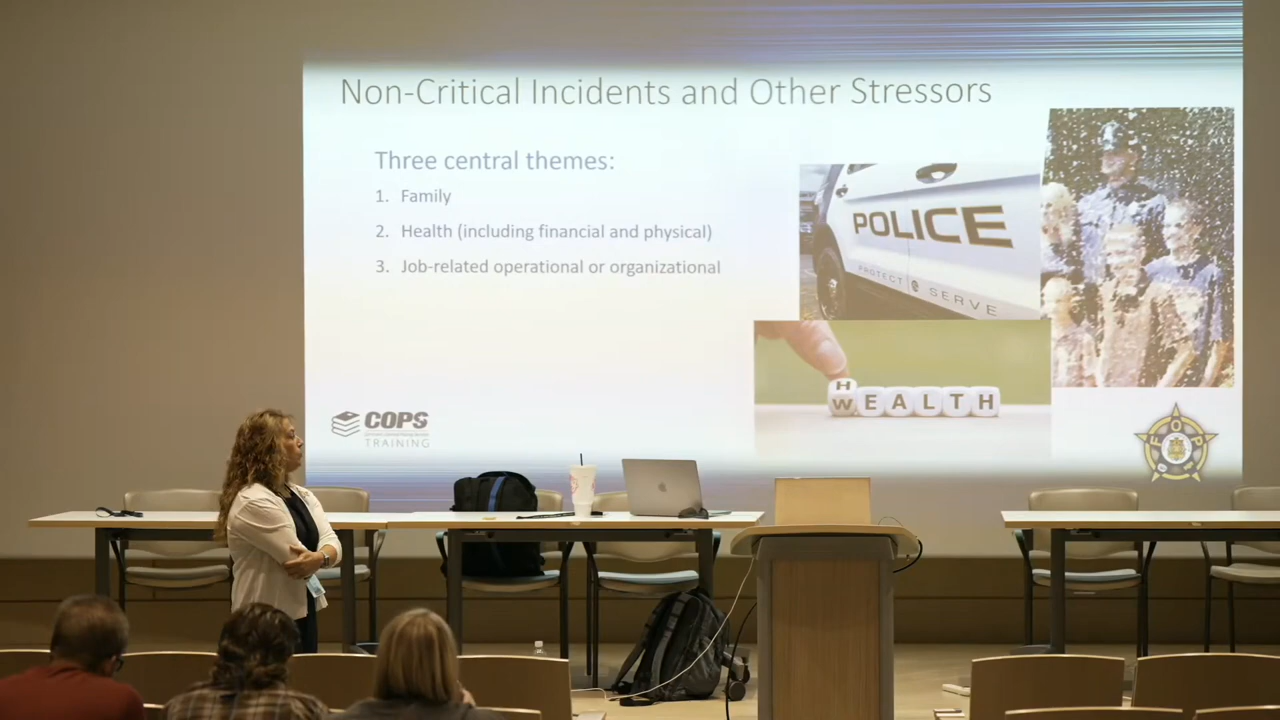 Non-Critical Incidents and Other Stressors
Three central themes:
1. Family
2. Health (including financial and physical)
3. Job-related operational or organizational
POLICE
PROTECT & SERVE
H
WEALTH
COPS
TRAINING
FOP